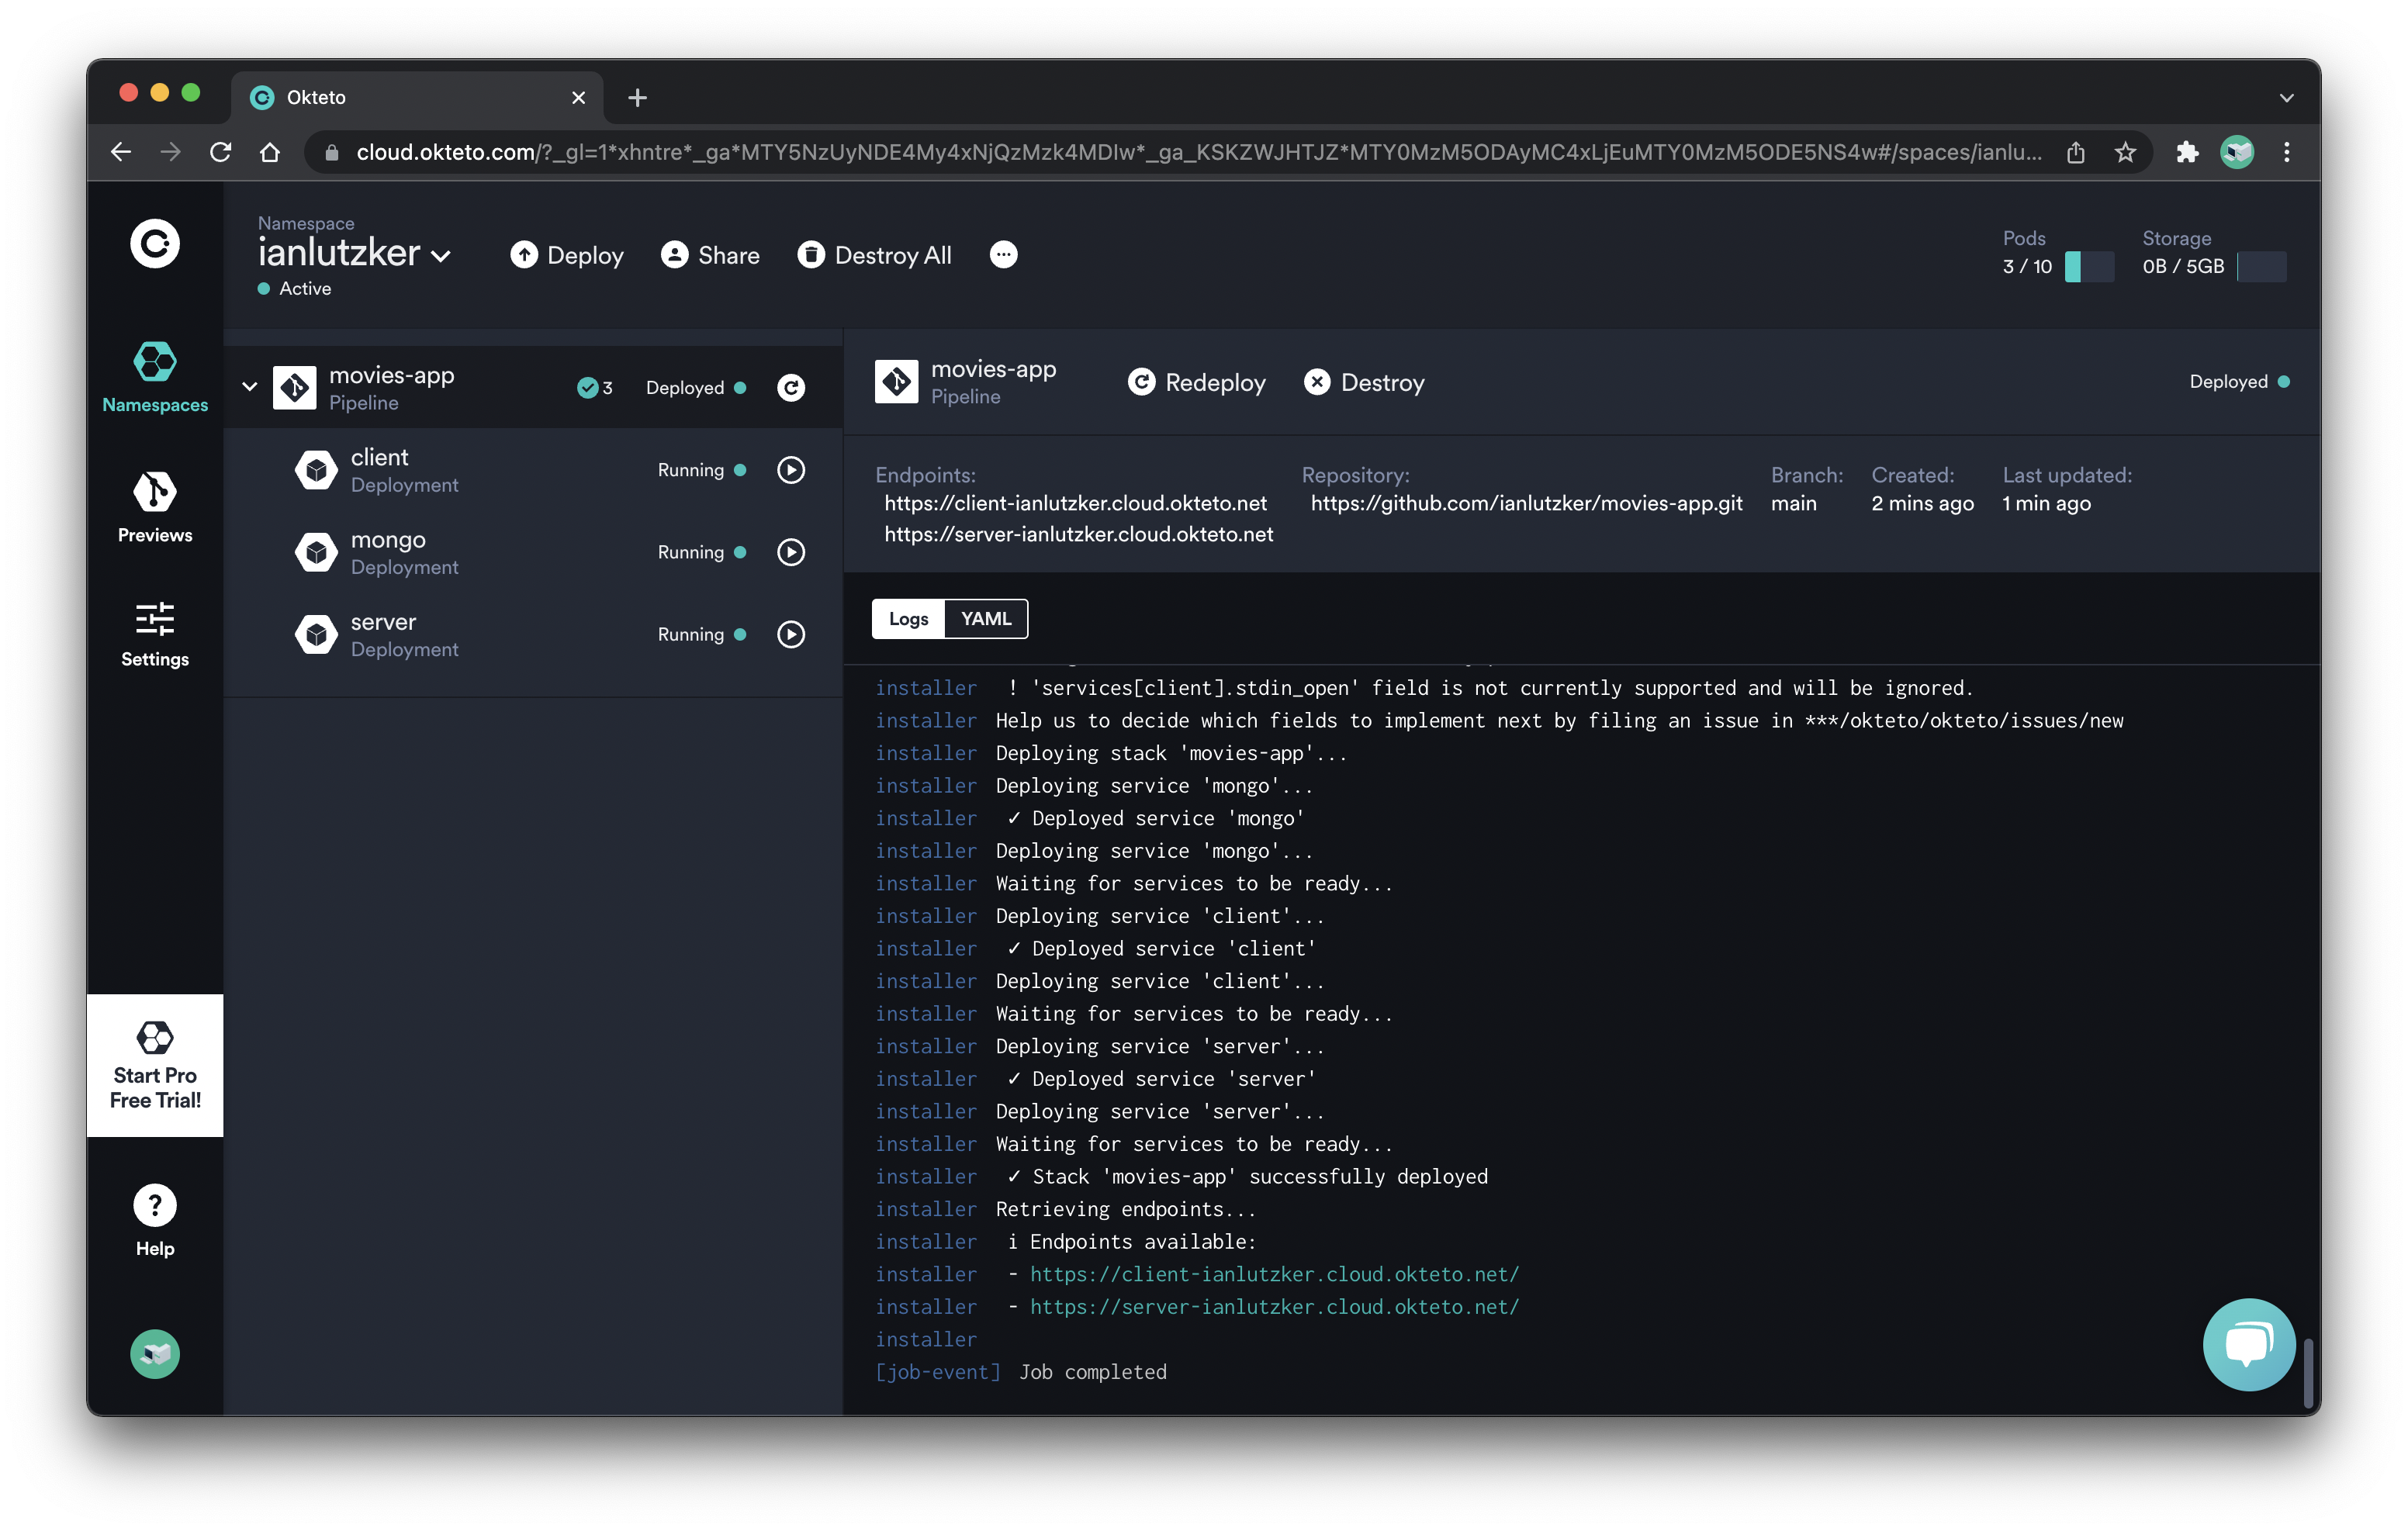 Okteto
cloud.okteto.com/?_gl=1*xhntre*_ga*MTY5NzUyNDE4My4xNjQzMzk4MDIw*_ga_KSKZWJHTJZ*MTY0MzM5ODAyMC4xLjEuMTY0MzM5ODE5NS4w#/spaces/ianlu...
Namespace
ianlutzker
Active
Deploy
Share
Destroy All
Pods
3 / 10
Storage
0B / 5GB
Namespaces
Previews
Settings
Start Pro
Free Trial!
Help
movies-app
Pipeline
3
Deployed
client
Deployment
Running
mongo
Deployment
Running
server
Deployment
Running
movies-app
Pipeline
Redeploy
Destroy
Deployed
Endpoints:
https://client-ianlutzker.cloud.okteto.net
https://server-ianlutzker.cloud.okteto.net
Repository:
https://github.com/ianlutzker/movies-app.git
Branch:
main
Created:
2 mins ago
Last updated:
1 min ago
Logs
YAML
installer ! 'services[client].stdin_open' field is not currently supported and will be ignored.
installer Help us to decide which fields to implement next by filing an issue in ***/okteto/okteto/issues/new
installer Deploying stack 'movies-app'...
installer Deploying service 'mongo'...
installer ✓ Deployed service 'mongo'
installer Deploying service 'mongo'...
installer Waiting for services to be ready...
installer Deploying service 'client'...
installer ✓ Deployed service 'client'
installer Deploying service 'client'...
installer Waiting for services to be ready...
installer Deploying service 'server'...
installer ✓ Deployed service 'server'
installer Deploying service 'server'...
installer Waiting for services to be ready...
installer ✓ Stack 'movies-app' successfully deployed
installer Retrieving endpoints...
installer i Endpoints available:
installer - https://client-ianlutzker.cloud.okteto.net/
installer - https://server-ianlutzker.cloud.okteto.net/
installer
[job-event] Job completed